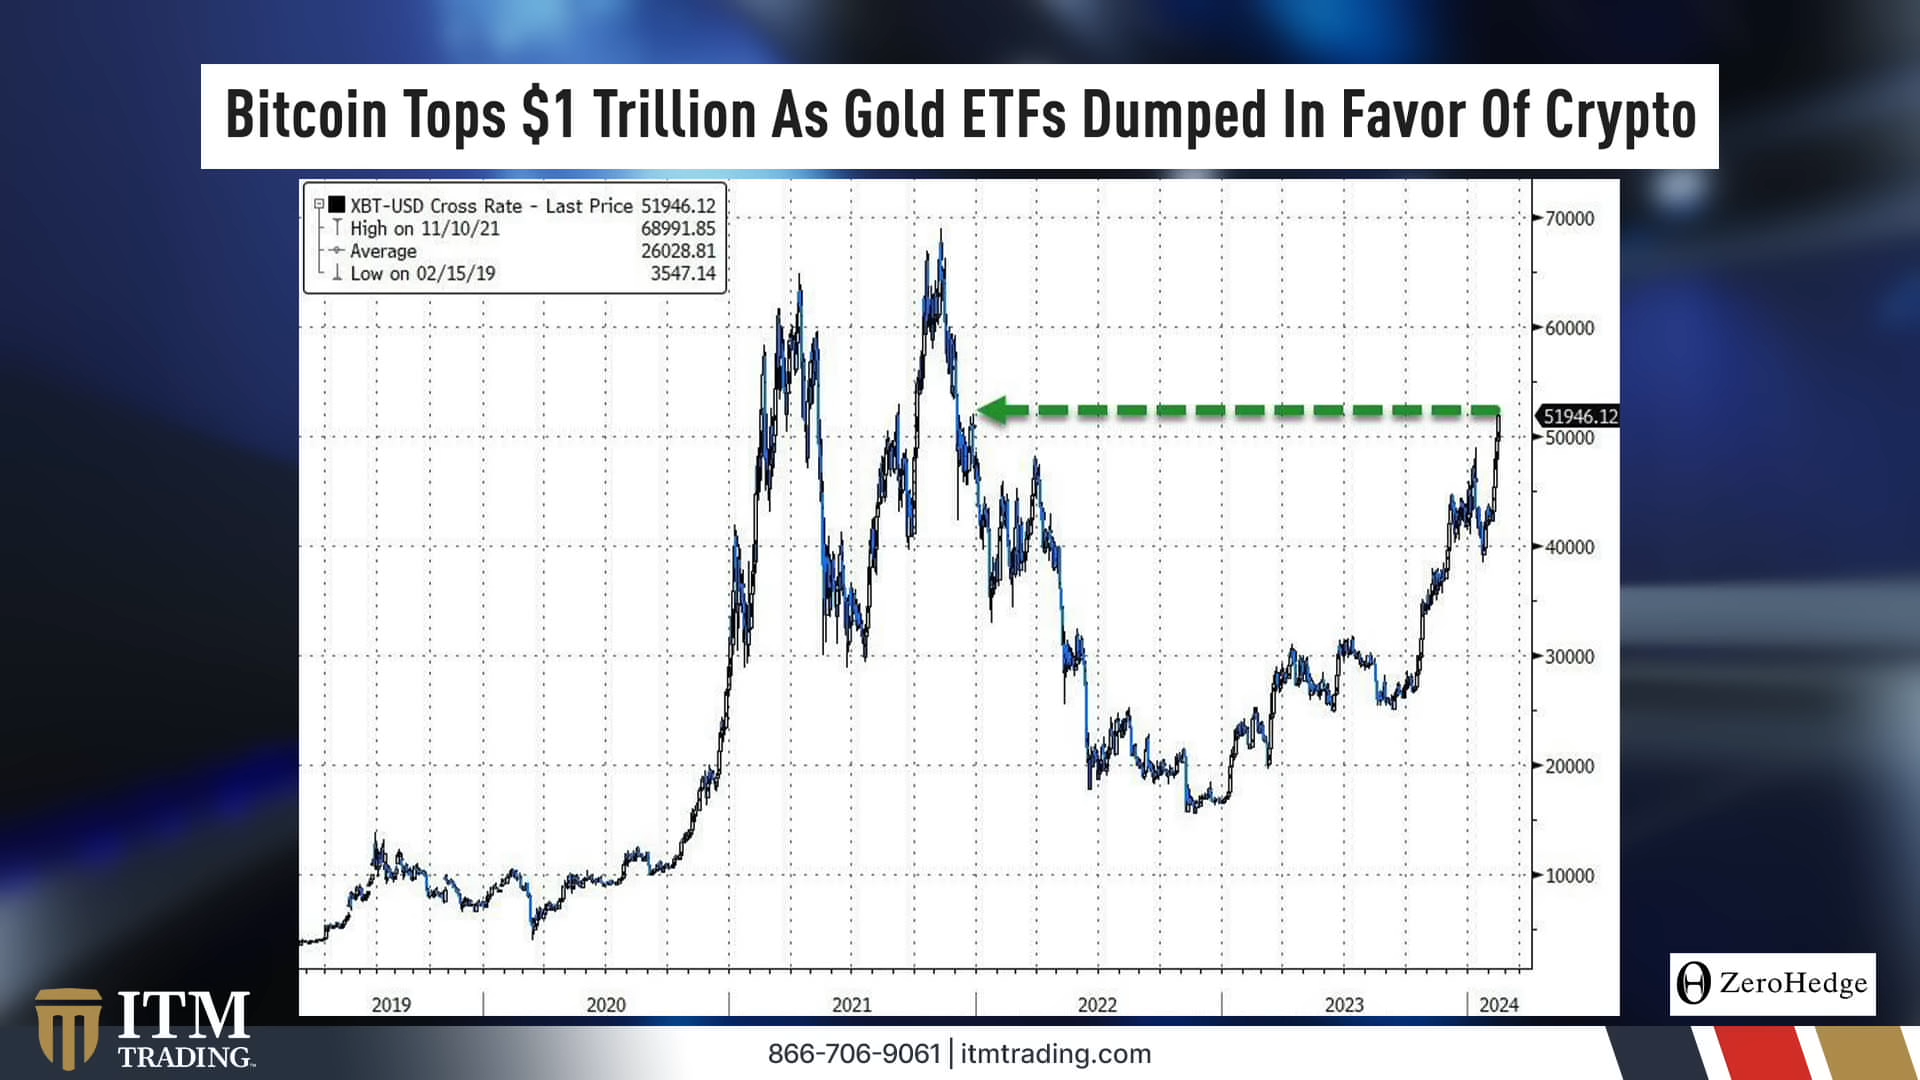 Bitcoin Tops $1 Trillion As Gold ETFs Dumped In Favor Of Crypto
XBT-USD Cross Rate - Last Price 51946.12
High on 11/10/21 68991.85
Average 26028.81
Low on 02/15/19 3547.14
70000
60000
51946.12
50000
40000
30000
20000
10000
2019 2020 2021 2022 2023 2024
ZeroHedge
ITM
TRADING
866-706-9061 | itmtrading.com